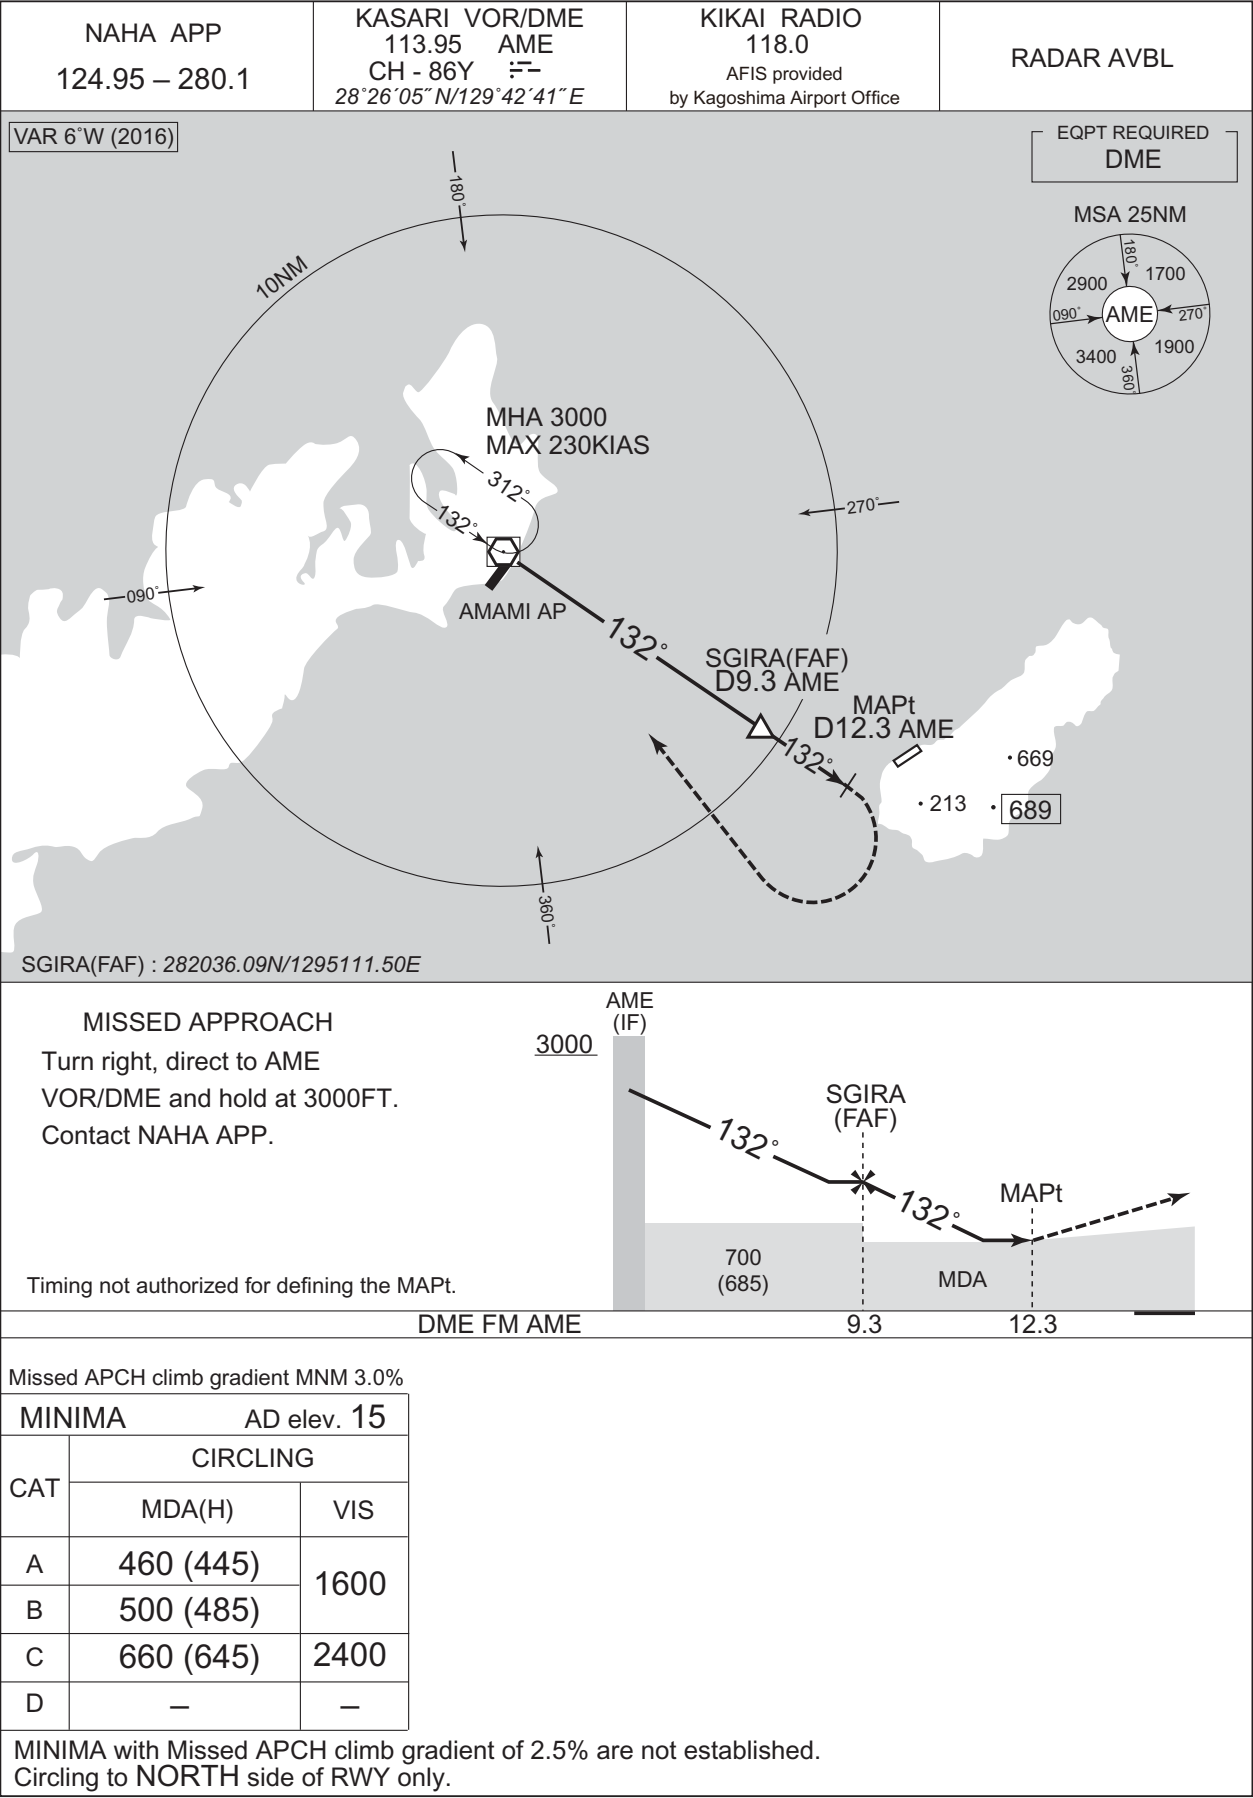 NAHA APP
124.95 – 280.1
KASARI VOR/DME
113.95 AME
CH - 86Y
28°26´05˝N/129°42´41˝E
KIKAI RADIO
118.0
AFIS provided
by Kagoshima Airport Office
RADAR AVBL
VAR 6°W (2016)
EQPT REQUIRED
DME
MSA 25NM
180°
2900
1700
090°
AME
270°
3400
1900
360°
180°
10NM
MHA 3000
MAX 230KIAS
312°
132°
270°
090°
AMAMI AP
132°
SGIRA(FAF)
D9.3 AME
MAPt
D12.3 AME
132°
669
213
689
360°
SGIRA(FAF) : 282036.09N/1295111.50E
MISSED APPROACH
Turn right, direct to AME
VOR/DME and hold at 3000FT.
Contact NAHA APP.
AME
(IF)
3000
SGIRA
(FAF)
132°
132°
MAPt
700
(685)
MDA
Timing not authorized for defining the MAPt.
DME FM AME 9.3 12.3
Missed APCH climb gradient MNM 3.0%
MINIMA AD elev. 15
CAT
CIRCLING
MDA(H) VIS
A 460 (445)
1600
B 500 (485)
C 660 (645) 2400
D – –
MINIMA with Missed APCH climb gradient of 2.5% are not established.
Circling to NORTH side of RWY only.